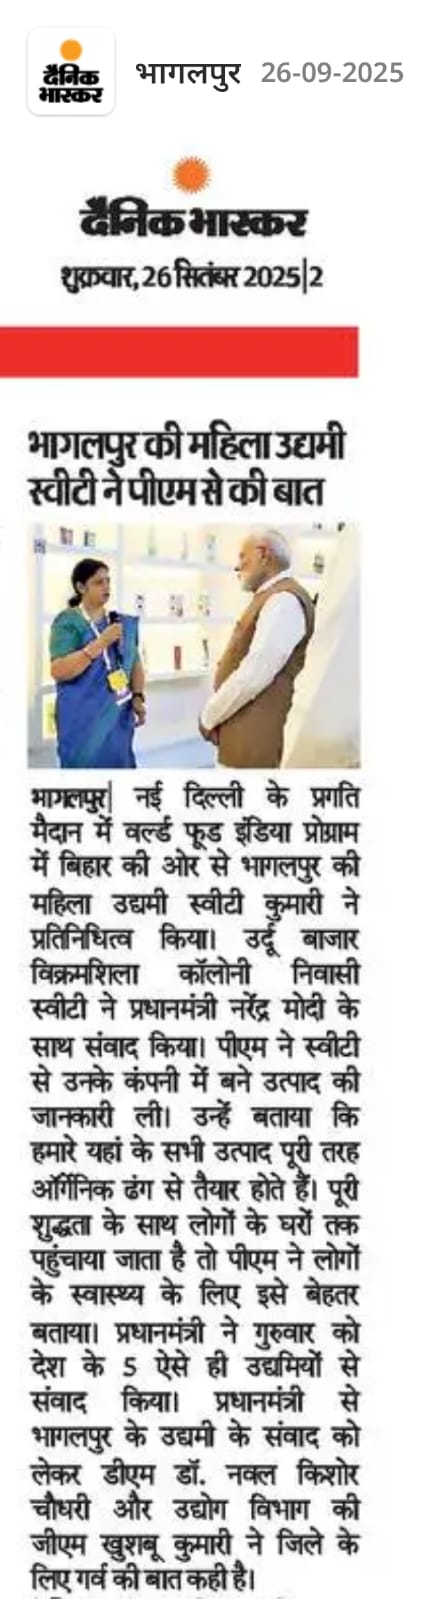 दैनिक
भास्कर
भागलपुर 26-09-2025
दैनिक भास्कर
शुक्रवार, 26 सितंबर 2025|2
भागलपुर की महिला उद्यमी
स्वीटी ने पीएम से की बात
भागलपुर| नई दिल्ली के प्रगति
मैदान में वर्ल्ड फूड इंडिया प्रोग्राम
में बिहार की ओर से भागलपुर की
महिला उद्यमी स्वीटी कुमारी ने
प्रतिनिधित्व किया। उर्दू बाजार
विक्रमशिला कॉलोनी निवासी
स्वीटी ने प्रधानमंत्री नरेंद्र मोदी के
साथ संवाद किया। पीएम ने स्वीटी
से उनके कंपनी में बने उत्पाद की
जानकारी ली। उन्हें बताया कि
हमारे यहां के सभी उत्पाद पूरी तरह
ऑर्गेनिक ढंग से तैयार होते हैं। पूरी
शुद्धता के साथ लोगों के घरों तक
पहुंचाया जाता है तो पीएम ने लोगों
के स्वास्थ्य के लिए इसे बेहतर
बताया। प्रधानमंत्री ने गुरुवार को
देश के 5 ऐसे ही उद्यमियों से
संवाद किया। प्रधानमंत्री से
भागलपुर के उद्यमी के संवाद को
लेकर डीएम डॉ. नवल किशोर
चौधरी और उद्योग विभाग की
जीएम खुशबू कुमारी ने जिले के
लिए गर्व की बात कही है।